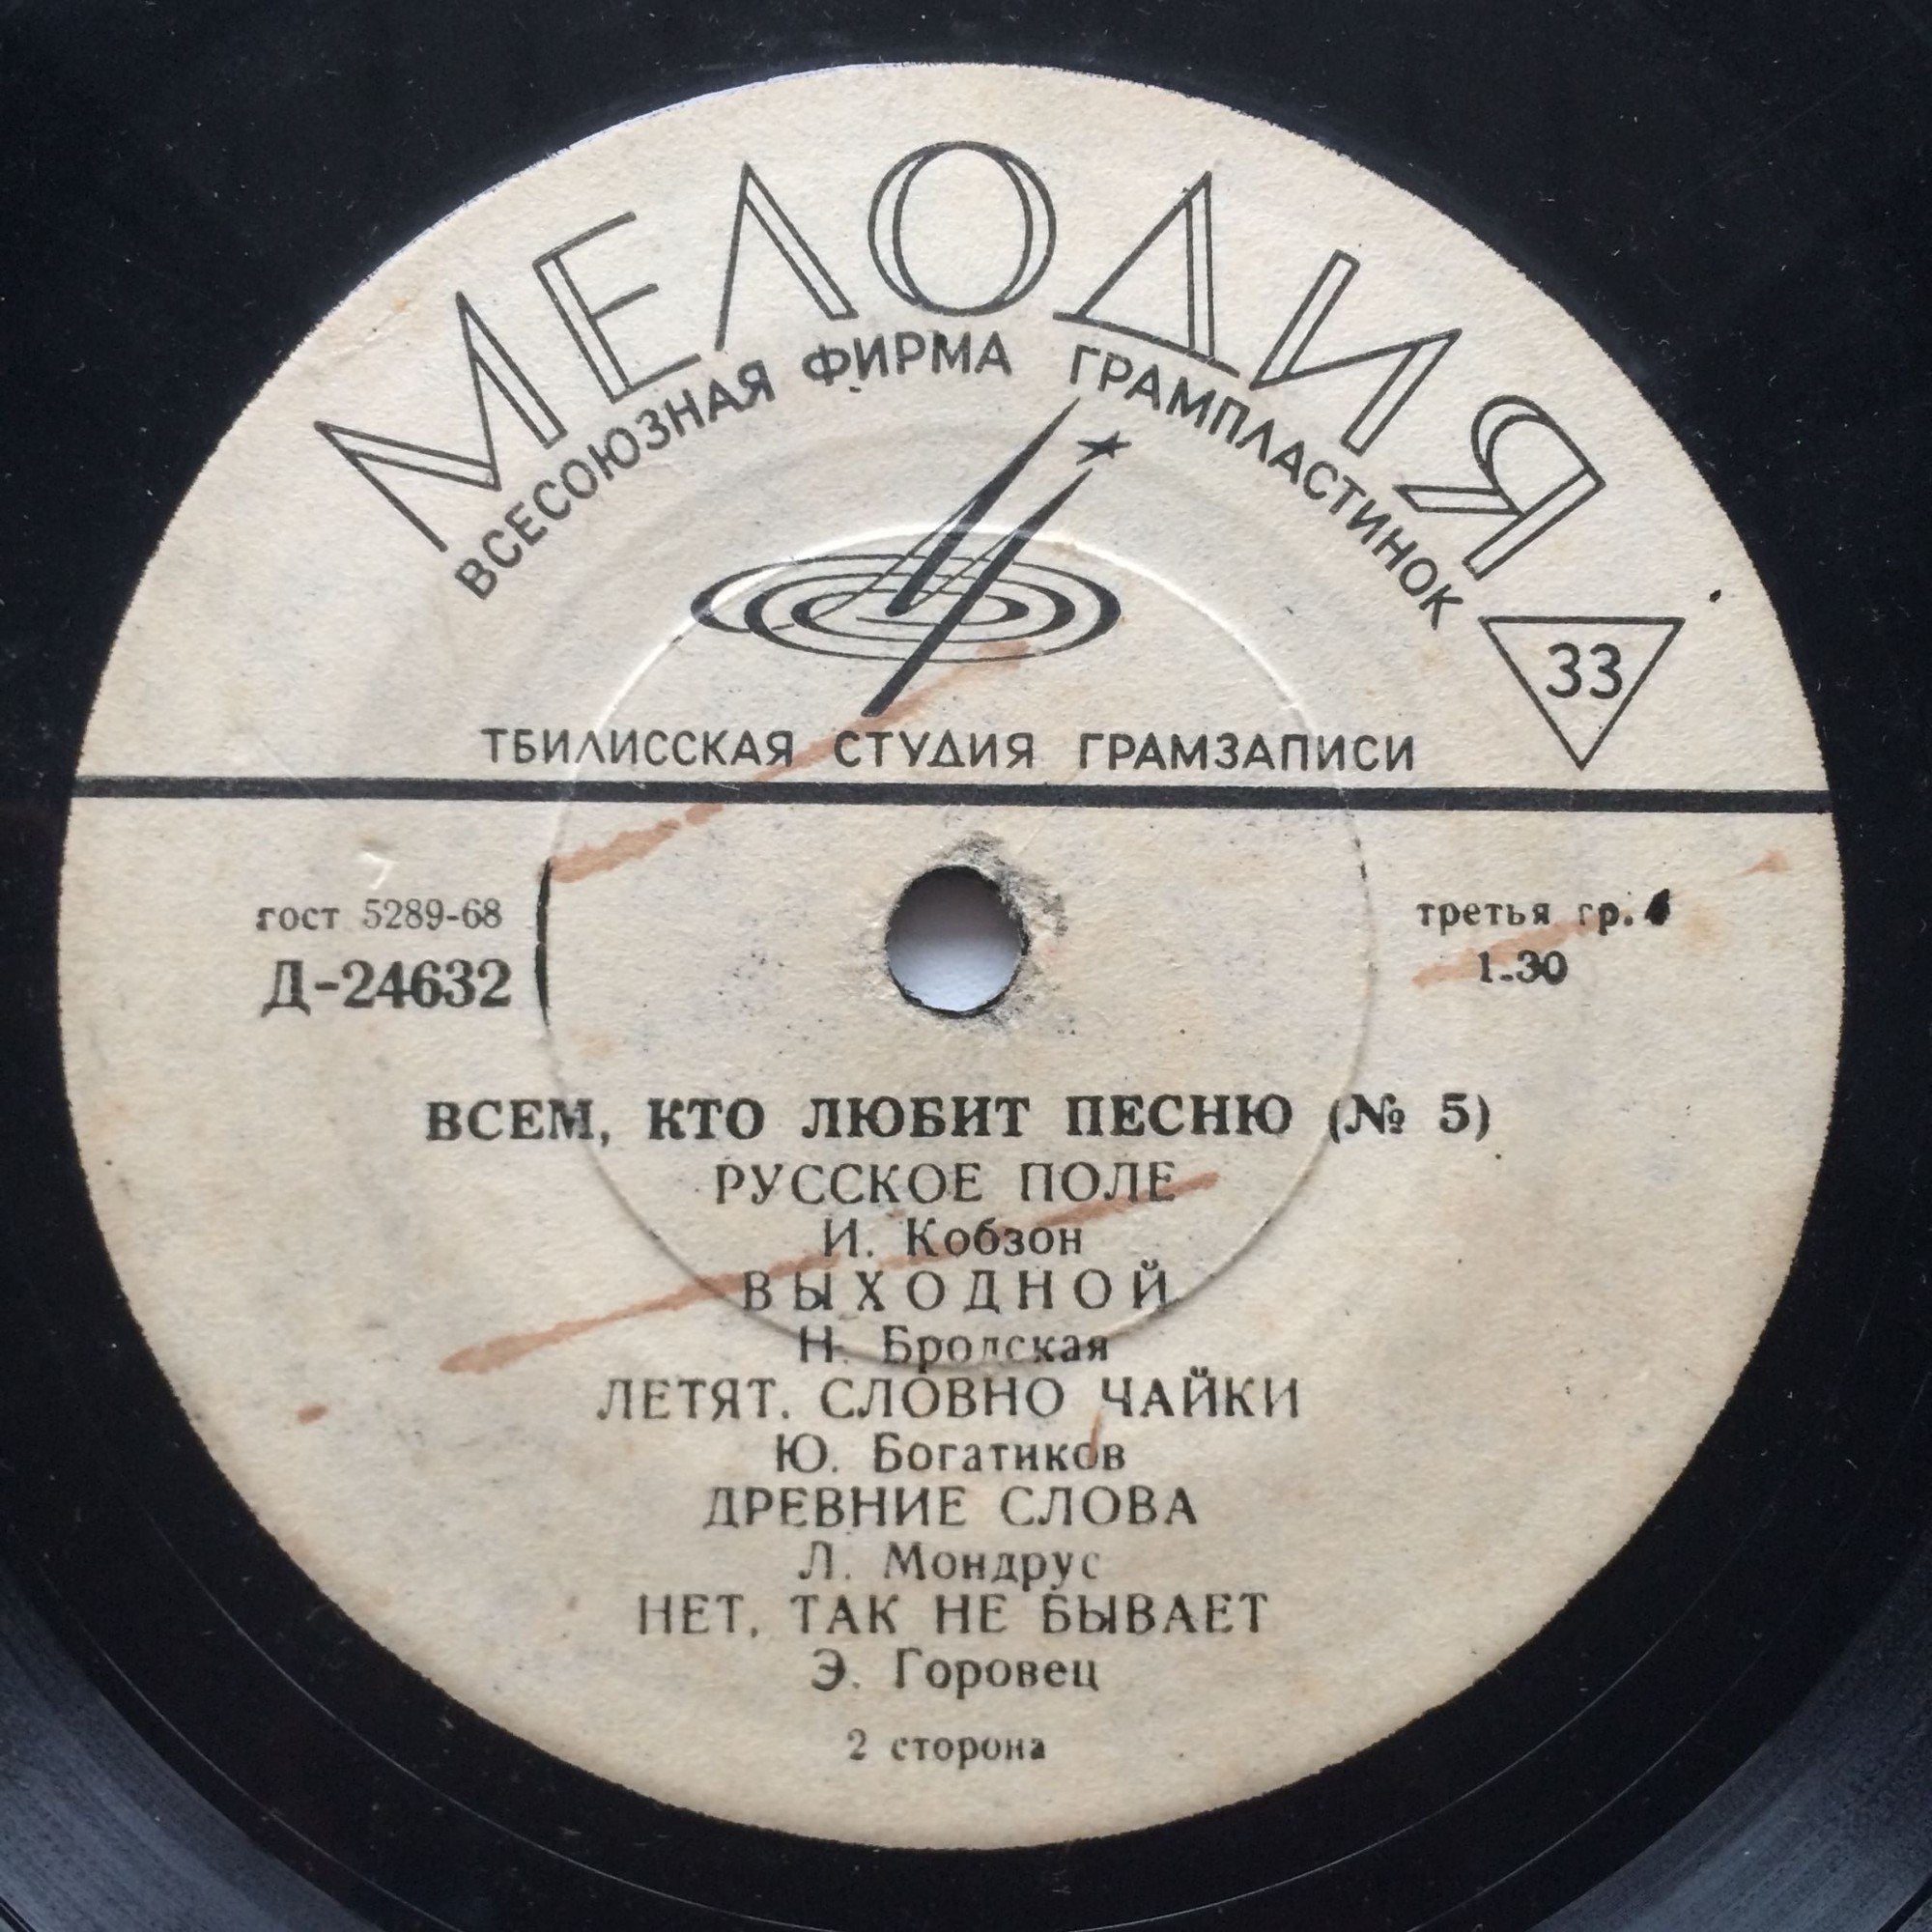 МЕЛОДИЯ
ВСЕСОЮЗНАЯ ФИРМА ГРАМПЛАСТИНОК
33
ТБИЛИССКАЯ СТУДИЯ ГРАМЗАПИСИ
гост 5289-68
Д-24632
третья гр.
1-30
ВСЕМ, КТО ЛЮБИТ ПЕСНЮ (№ 5)
РУССКОЕ ПОЛЕ
И. Кобзон
ВЫХОДНОЙ
Н. Бродская
ЛЕТЯТ, СЛОВНО ЧАЙКИ
Ю. Богатиков
ДРЕВНИЕ СЛОВА
Л. Мондрус
НЕТ, ТАК НЕ БЫВАЕТ
Э. Горовец
2 сторона